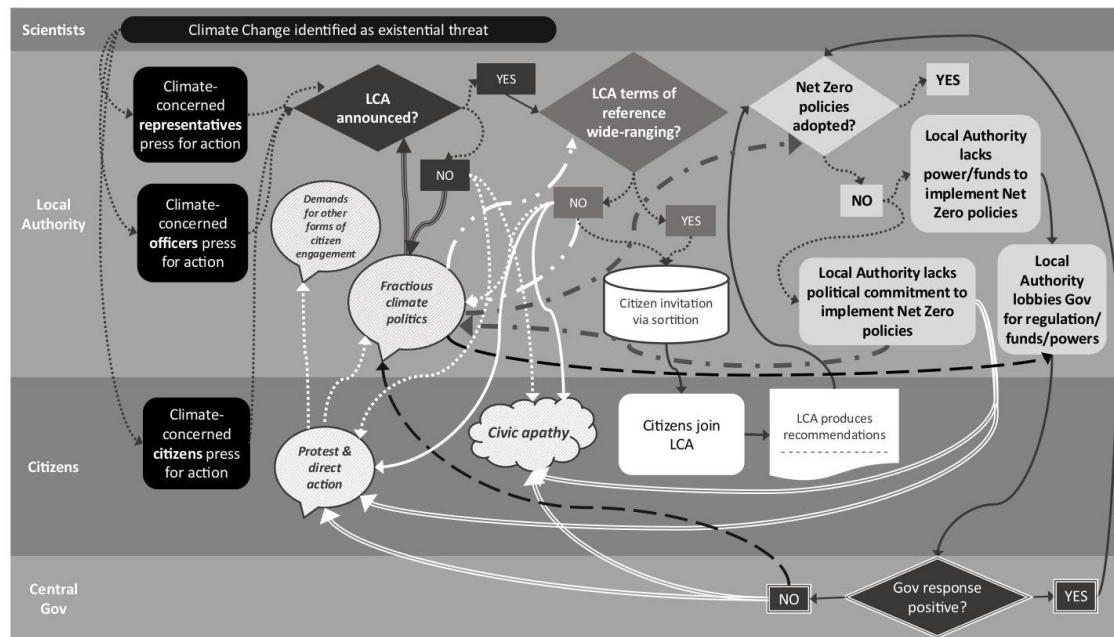 Scientists
Climate Change identified as existential threat
Local
Authority
Climate-
concerned
representatives
press for action
LCA
announced?
YES
NO
LCA terms of
reference
wide-ranging?
NO
YES
Net Zero
policies
adopted?
YES
NO
Local Authority
lacks
power/funds to
implement Net
Zero policies
Climate-
concerned
officers press
for action
Demands
for other
forms of
citizen
engagement
Fractious
climate
politics
Citizen invitation
via sortition
Local Authority lacks
political commitment to
implement Net Zero
policies
Local
Authority
lobbies Gov
for regulation/
funds/powers
Citizens
Climate-
concerned
citizens press
for action
Protest &
direct
action
Civic apathy
Citizens join
LCA
LCA produces
recommendations
Central
Gov
NO
Gov response
positive?
YES